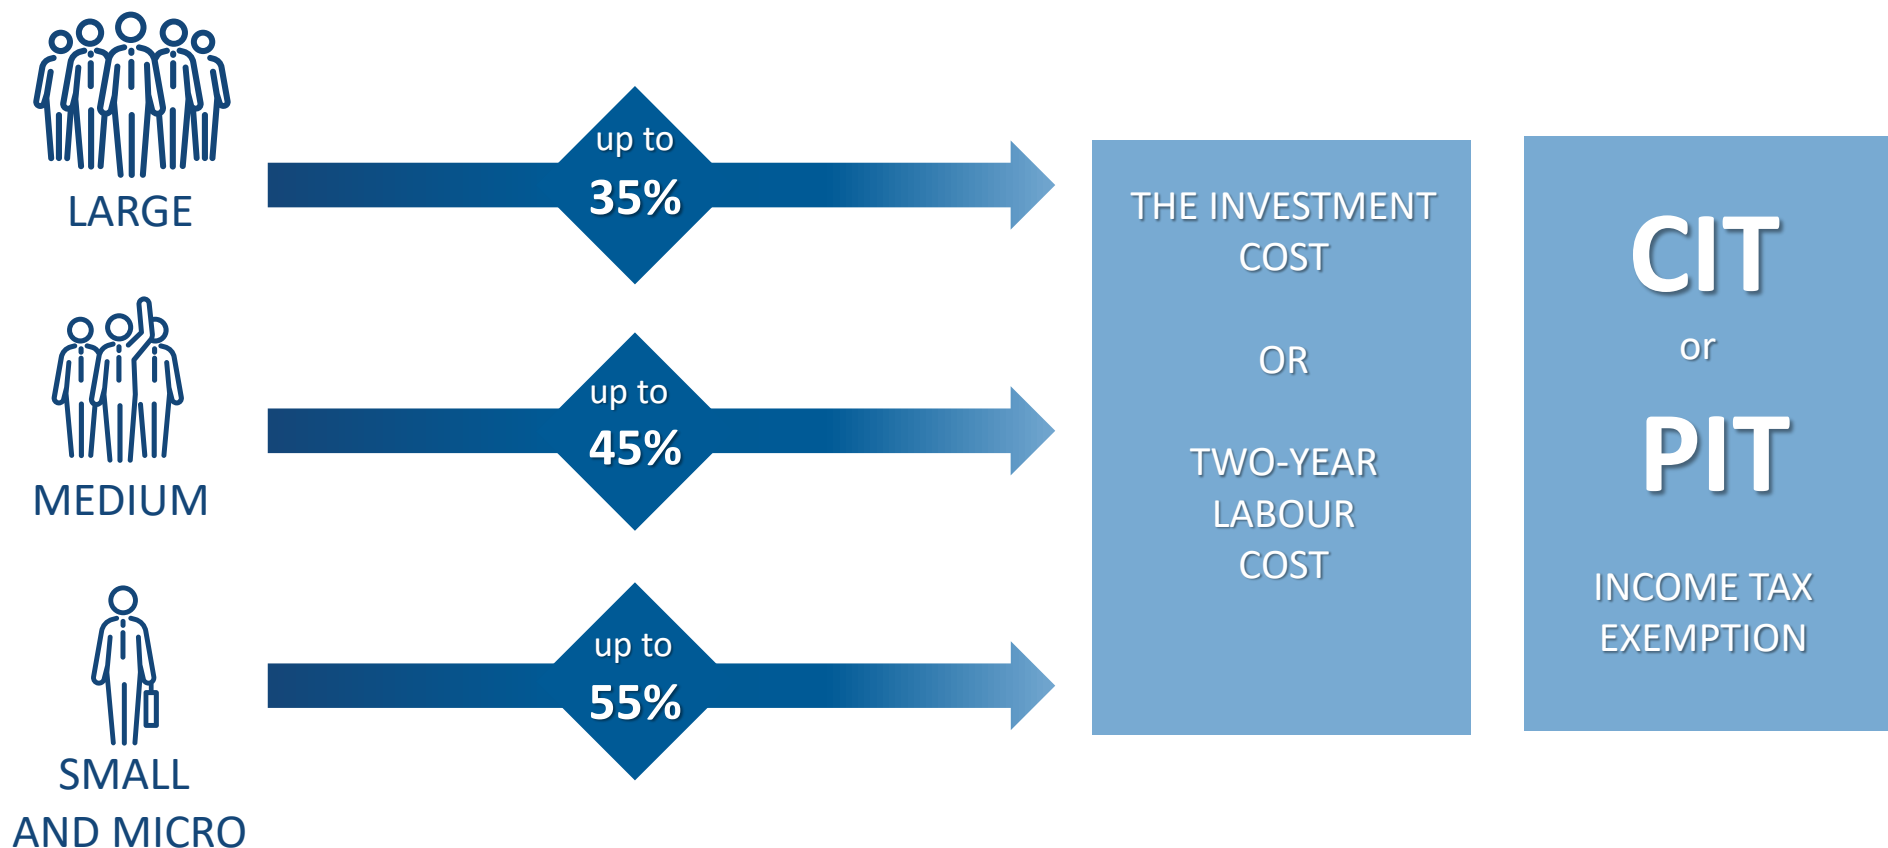 LARGE
up to
35%
MEDIUM
up to
45%
SMALL
AND MICRO
up to
55%
THE INVESTMENT
COST
OR
TWO-YEAR
LABOUR
COST
CIT
or
PIT
INCOME TAX
EXEMPTION